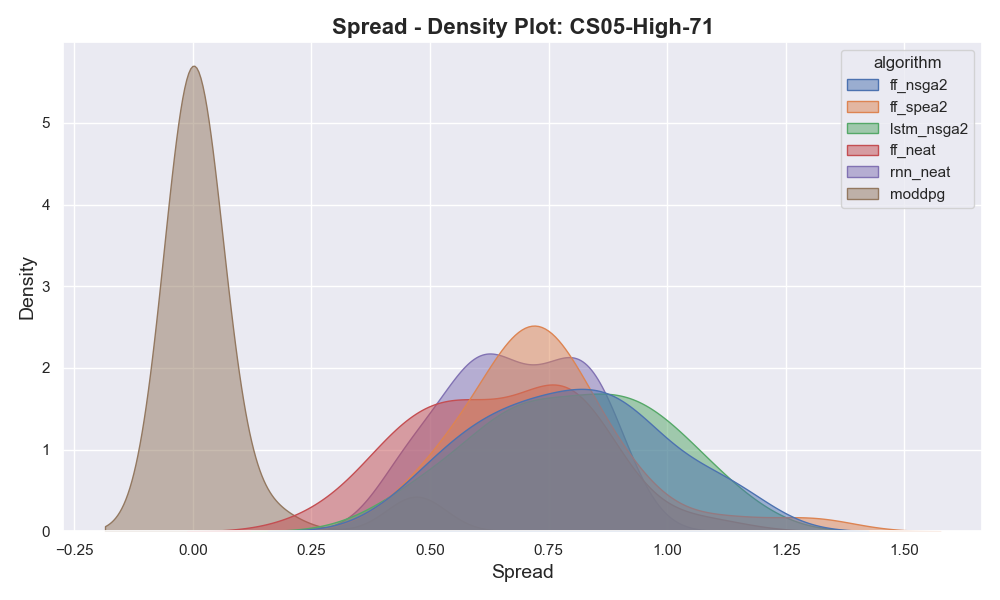 Spread - Density Plot: CS05-High-71
algorithm
ff_nsga2
ff_spea2
lstm_nsga2
ff_neat
rnn_neat
moddpg
Density
5
4
3
2
1
0
−0.25 0.00 0.25 0.50 0.75 1.00 1.25 1.50
Spread